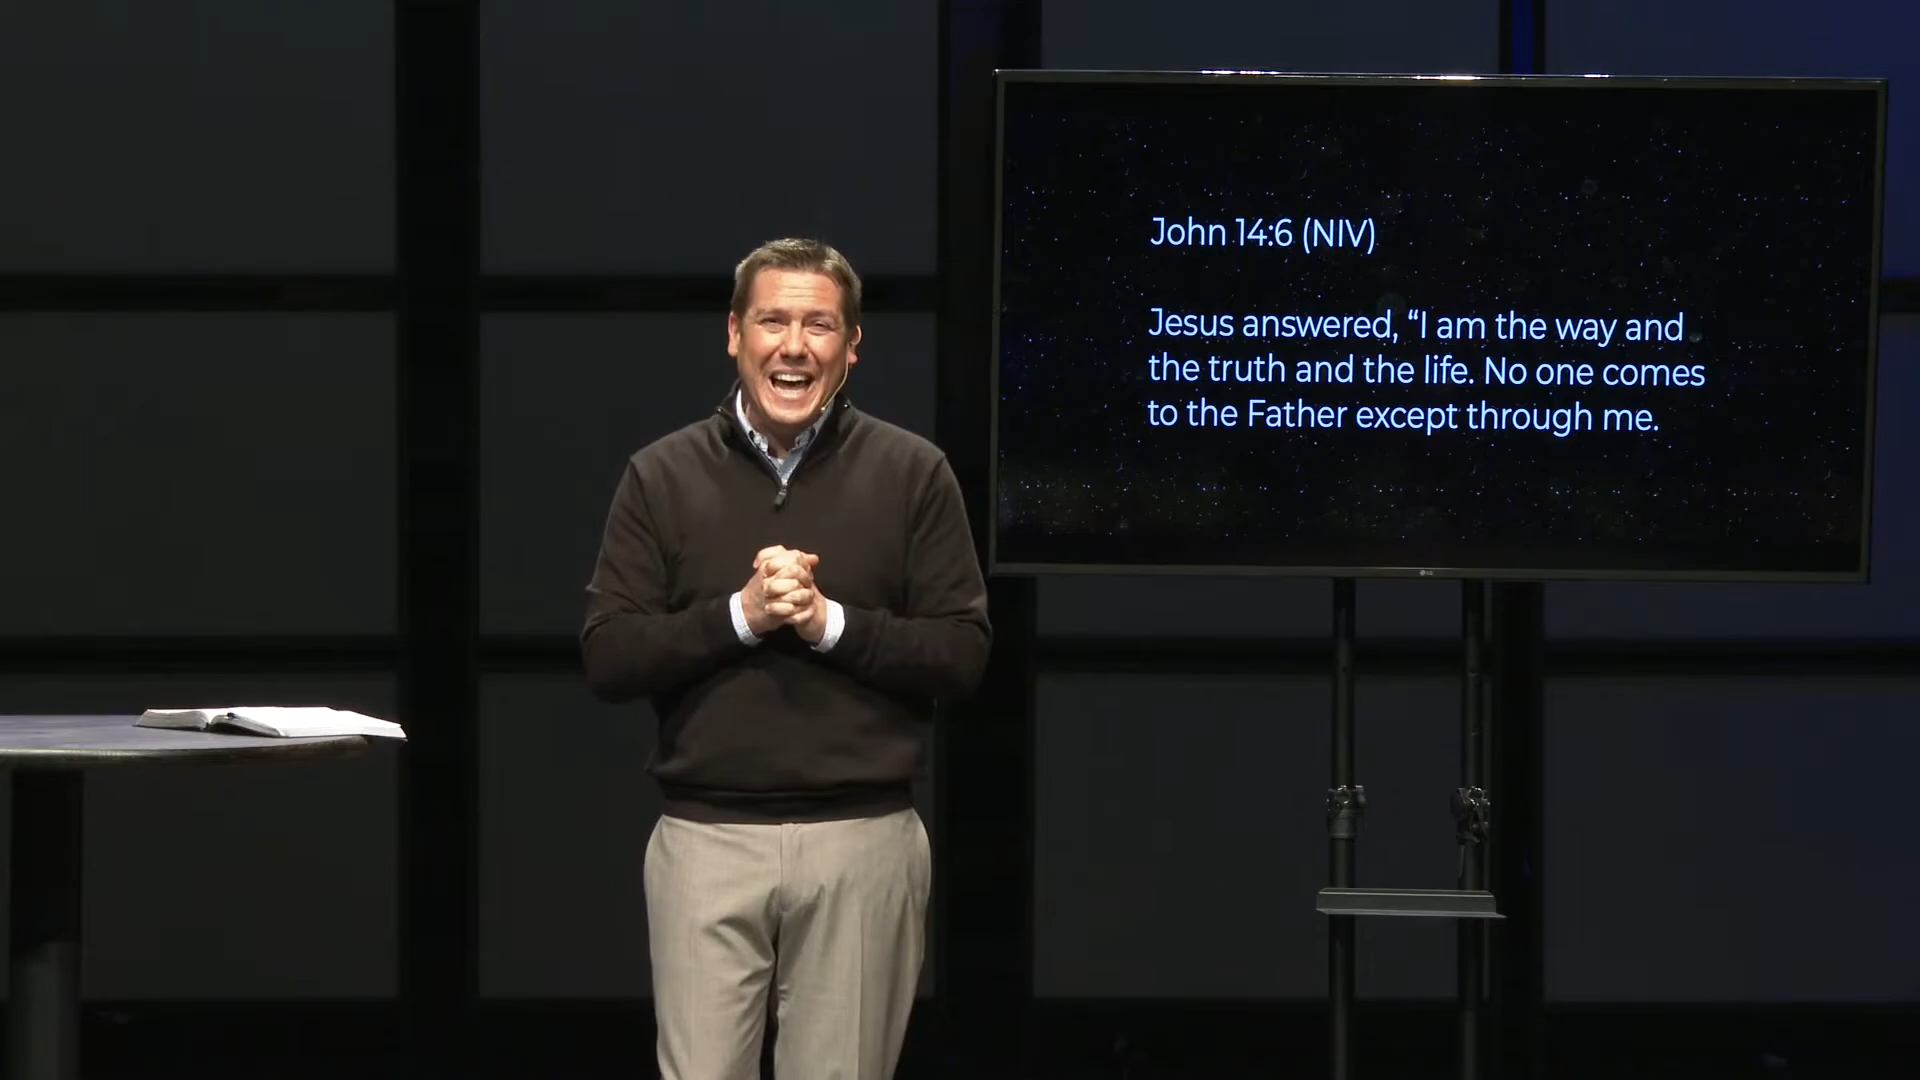 John 14:6 (NIV)
Jesus answered, “I am the way and
the truth and the life. No one comes
to the Father except through me.
LG